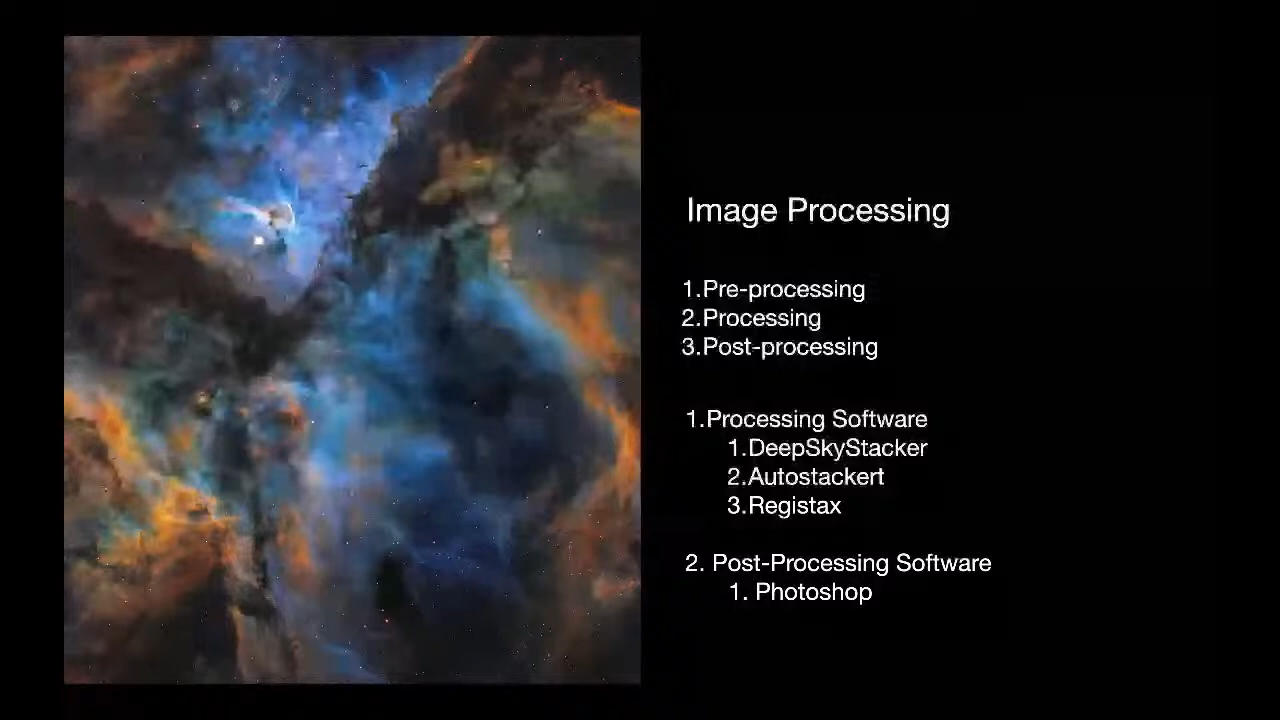 Image Processing
1.Pre-processing
2.Processing
3.Post-processing
1.Processing Software
1.DeepSkyStacker
2.Autostackert
3.Registax
2. Post-Processing Software
1. Photoshop